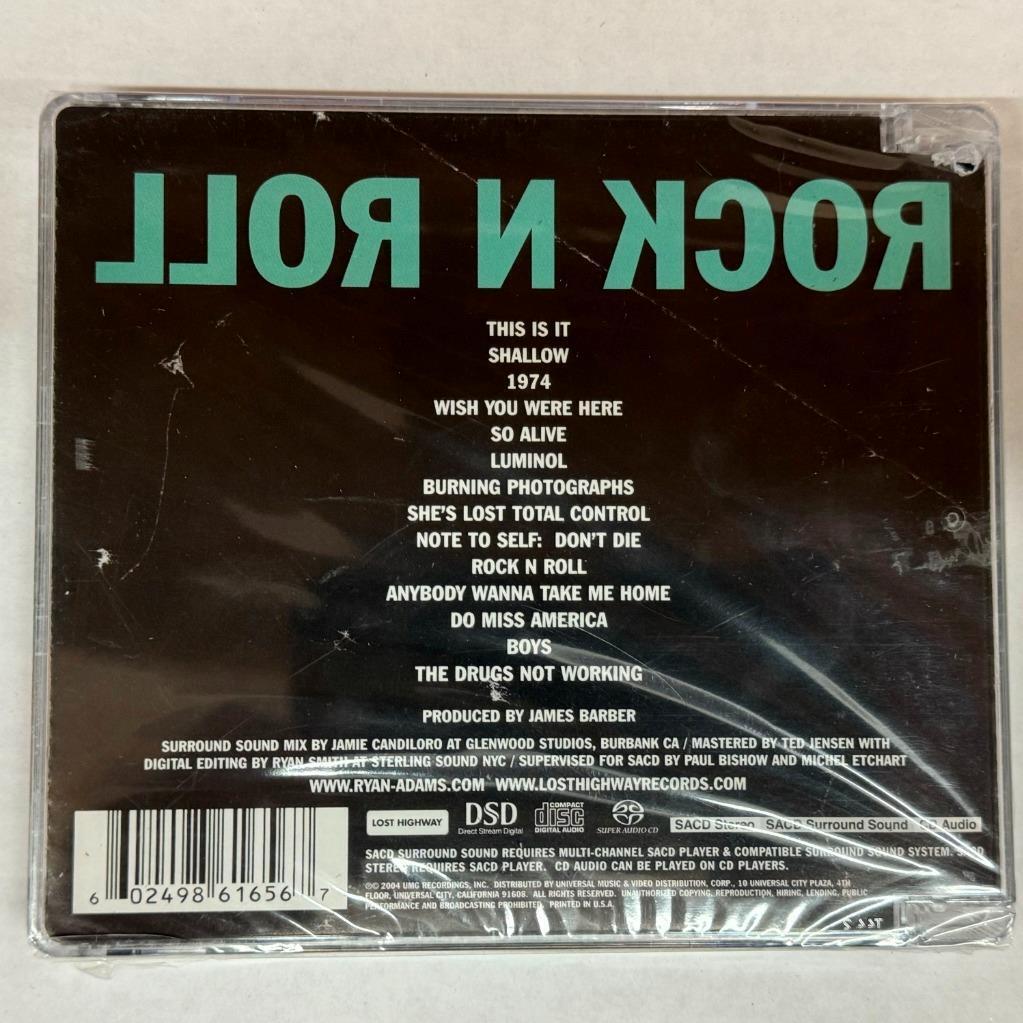 ROCK N ROLL
THIS IS IT
SHALLOW
1974
WISH YOU WERE HERE
SO ALIVE
LUMINOL
BURNING PHOTOGRAPHS
SHE'S LOST TOTAL CONTROL
NOTE TO SELF: DON'T DIE
ROCK N ROLL
ANYBODY WANNA TAKE ME HOME
DO MISS AMERICA
BOYS
THE DRUGS NOT WORKING
PRODUCED BY JAMES BARBER
SURROUND SOUND MIX BY JAMIE CANDILORO AT GLENWOOD STUDIOS, BURBANK CA / MASTERED BY TED JENSEN WITH
DIGITAL EDITING BY RYAN SMITH AT STERLING SOUND NYC / SUPERVISED FOR SACD BY PAUL BISHOW AND MICHEL ETCHART
WWW.RYAN-ADAMS.COM WWW.LOSTHIGHWAYRECORDS.COM
LOST HIGHWAY
DSD
Direct Stream Digital
COMPACT
disc
DIGITAL AUDIO
SUPER AUDIO CD
SACD Stereo SACD Surround Sound CD Audio
SACD SURROUND SOUND REQUIRES MULTI-CHANNEL SACD PLAYER & COMPATIBLE SURROUND SOUND SYSTEM. SACD
STEREO REQUIRES SACD PLAYER. CD AUDIO CAN BE PLAYED ON CD PLAYERS.
℗© 2004 UMG RECORDINGS, INC. DISTRIBUTED BY UNIVERSAL MUSIC & VIDEO DISTRIBUTION, CORP., 10 UNIVERSAL CITY PLAZA, 4TH
FLOOR, UNIVERSAL CITY, CALIFORNIA 91608. ALL RIGHTS RESERVED. UNAUTHORIZED COPYING, REPRODUCTION, HIRING, LENDING, PUBLIC
PERFORMANCE AND BROADCASTING PROHIBITED. PRINTED IN U.S.A.
6 02498 61656 7